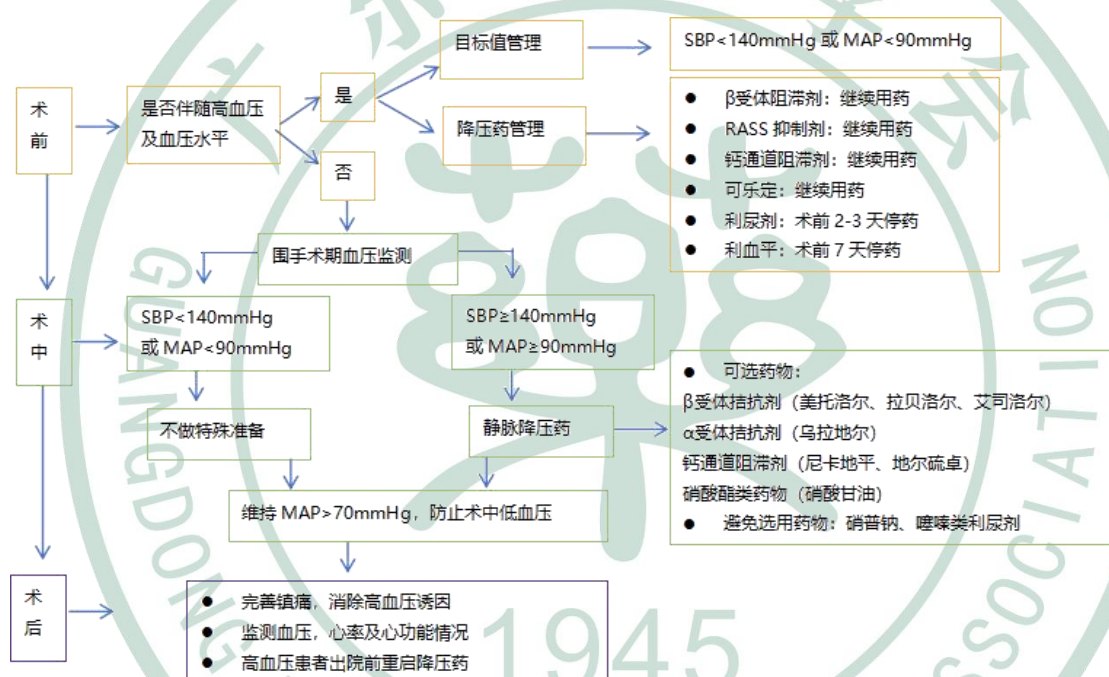 术
前
是否伴随高血压
及血压水平
是
否
目标值管理
SBP<140mmHg 或 MAP<90mmHg
降压药管理
● β受体阻滞剂：继续用药
● RASS 抑制剂：继续用药
● 钙通道阻滞剂：继续用药
● 可乐定：继续用药
● 利尿剂：术前 2-3 天停药
● 利血平：术前 7 天停药
围手术期血压监测
术
中
SBP<140mmHg
或 MAP<90mmHg
SBP≥140mmHg
或 MAP≥90mmHg
不做特殊准备
静脉降压药
● 可选药物：
β受体拮抗剂（美托洛尔、拉贝洛尔、艾司洛尔）
α受体拮抗剂（乌拉地尔）
钙通道阻滞剂（尼卡地平、地尔硫卓）
硝酸酯类药物（硝酸甘油）
● 避免选用药物：硝普钠、噻嗪类利尿剂
维持 MAP>70mmHg，防止术中低血压
术
后
● 完善镇痛，消除高血压诱因
● 监测血压，心率及心功能情况
● 高血压患者出院前重启降压药
GUANGDONG
1945
SSOCIATION